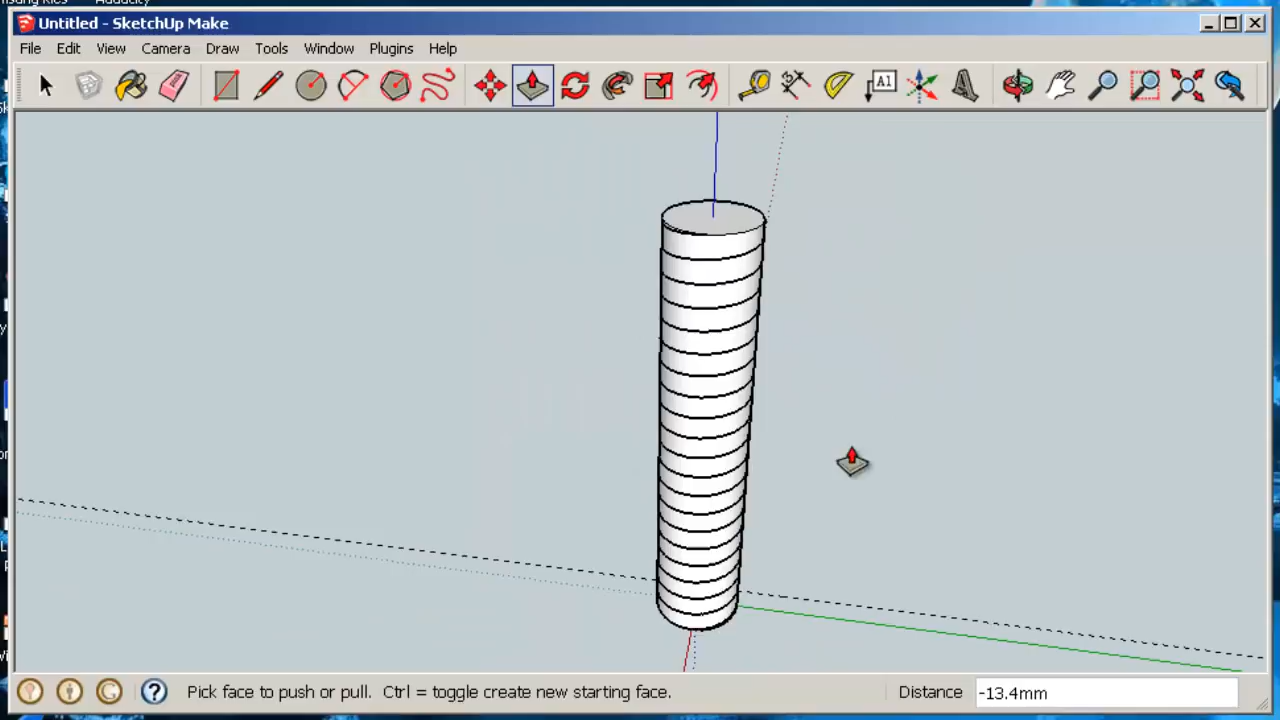 Untitled - SketchUp Make
File Edit View Camera Draw Tools Window Plugins Help
A1
Pick face to push or pull. Ctrl = toggle create new starting face. Distance -13.4mm